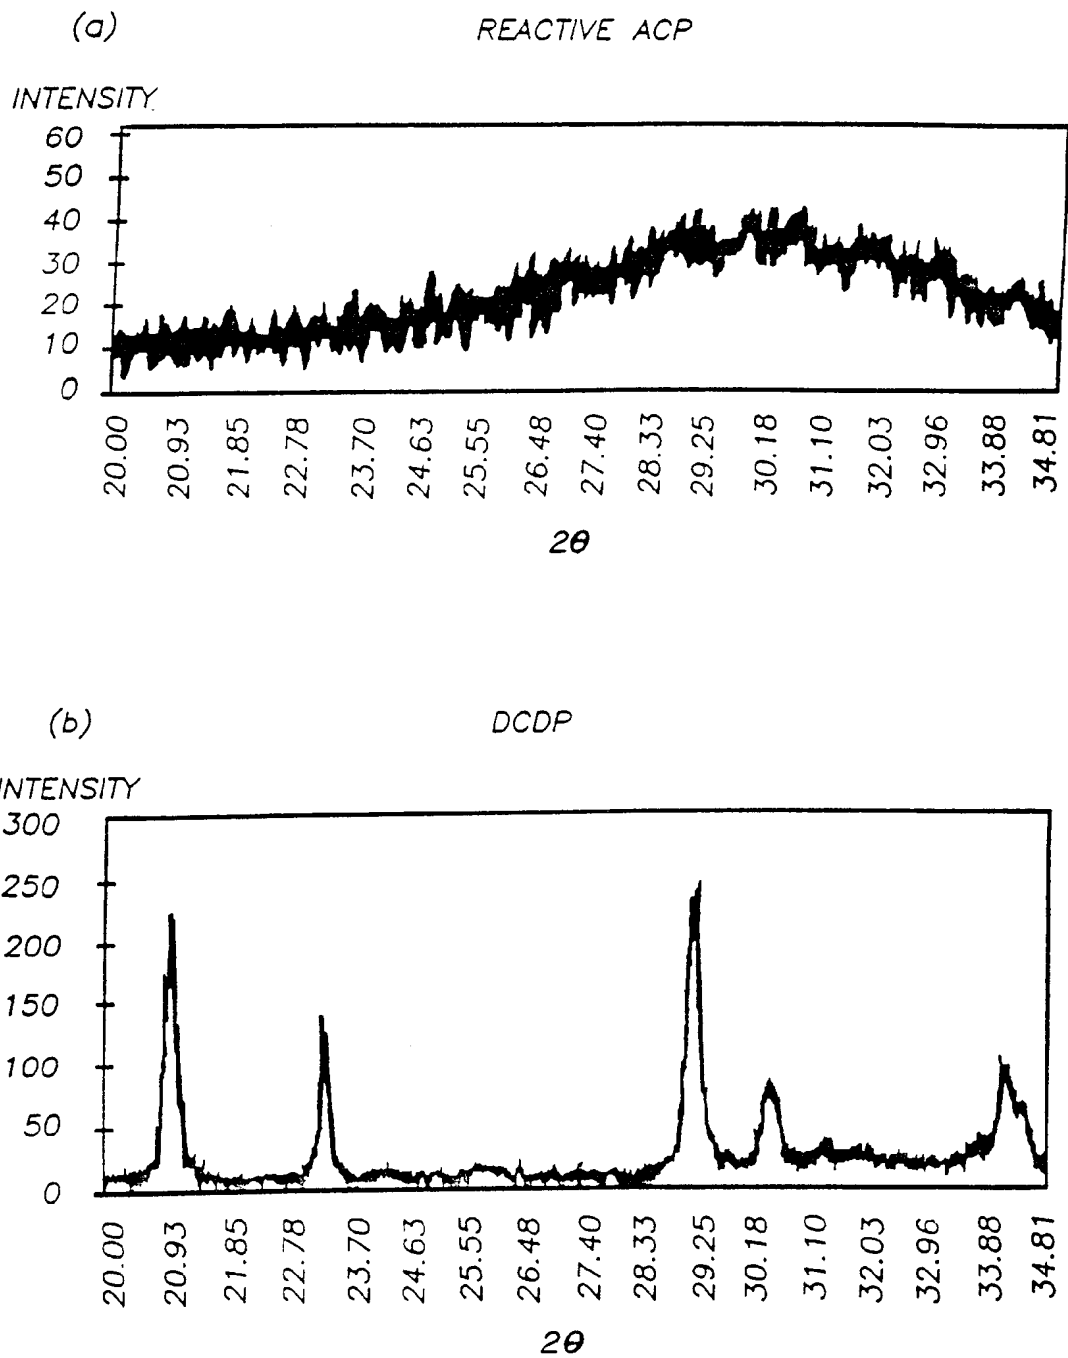 (a) REACTIVE ACP
INTENSITY
60
50
40
30
20
10
0
20.00 20.93 21.85 22.78 23.70 24.63 25.55 26.48 27.40 28.33 29.25 30.18 31.10 32.03 32.96 33.88 34.81
2θ
(b) DCDP
INTENSITY
300
250
200
150
100
50
0
20.00 20.93 21.85 22.78 23.70 24.63 25.55 26.48 27.40 28.33 29.25 30.18 31.10 32.03 32.96 33.88 34.81
2θ